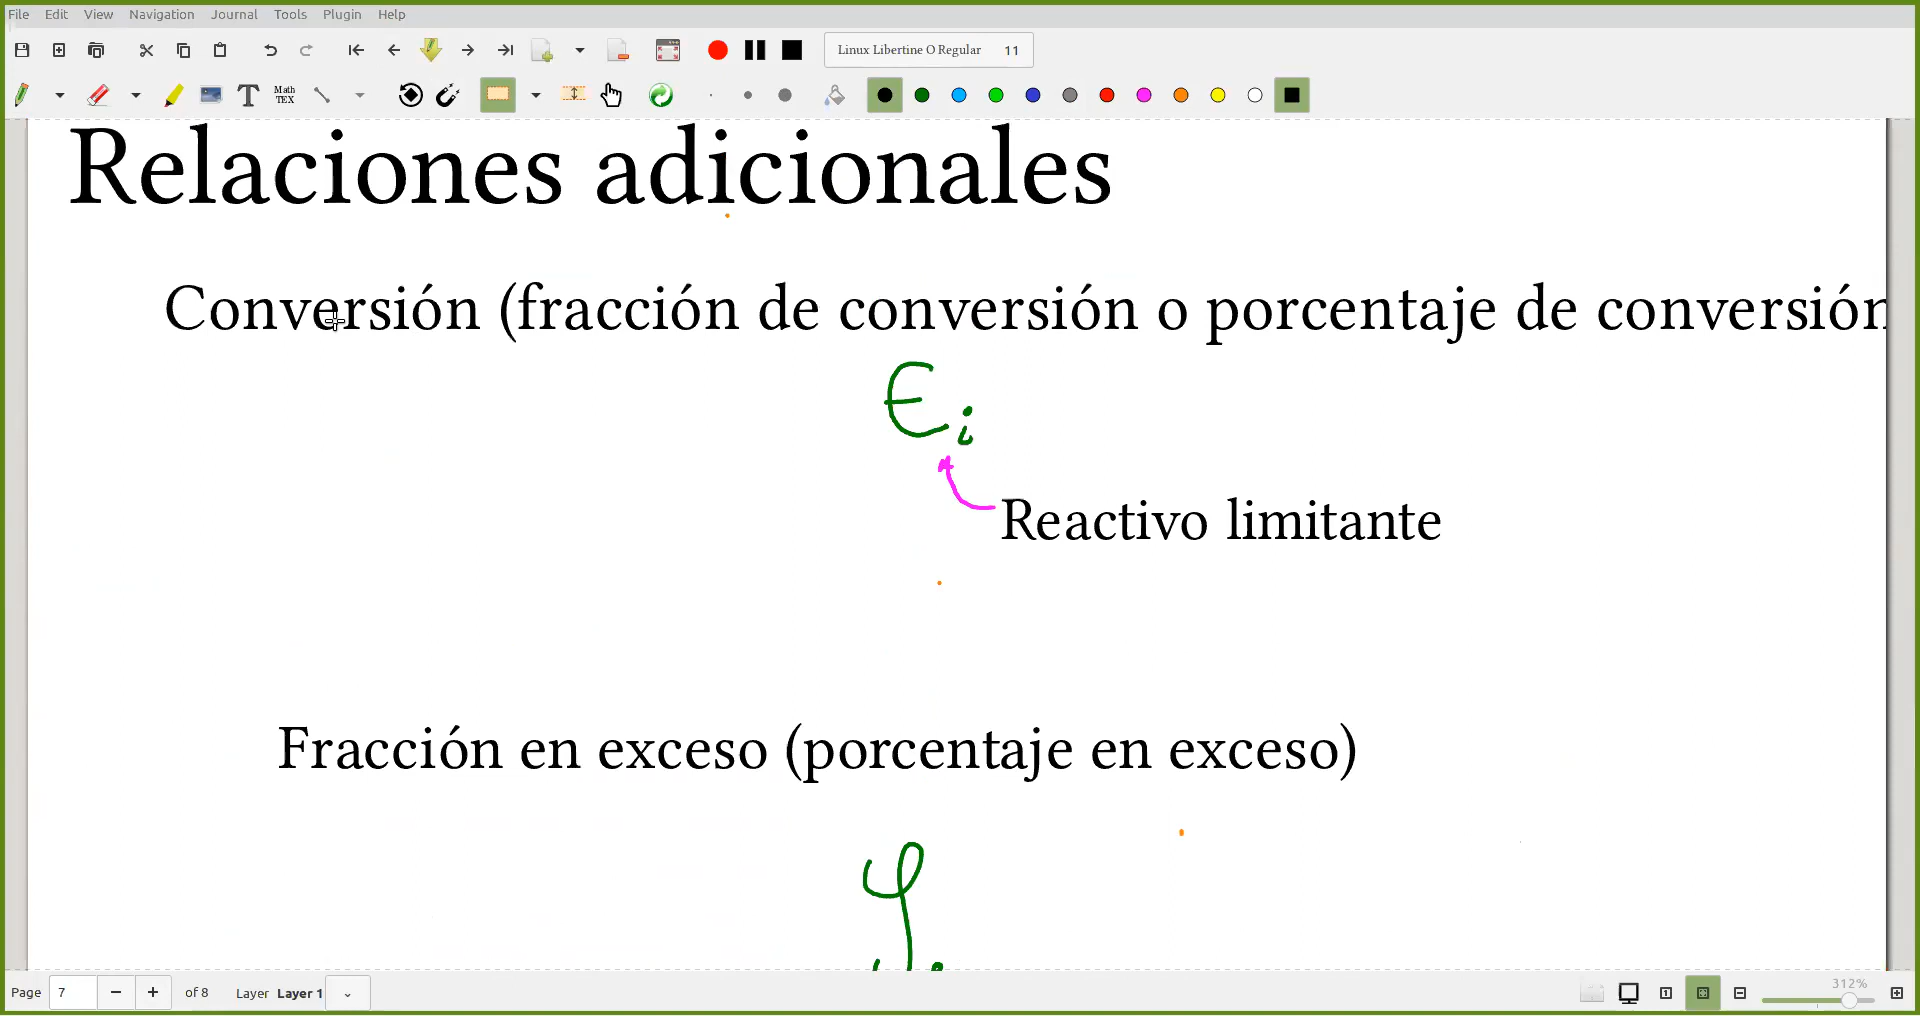 File Edit View Navigation Journal Tools Plugin Help
Linux Libertine O Regular 11
T Math TEX
Relaciones adicionales
Conversión (fracción de conversión o porcentaje de conversión
ϵi
Reactivo limitante
Fracción en exceso (porcentaje en exceso)
φ
312%
Page 7 of 8 Layer Layer 1